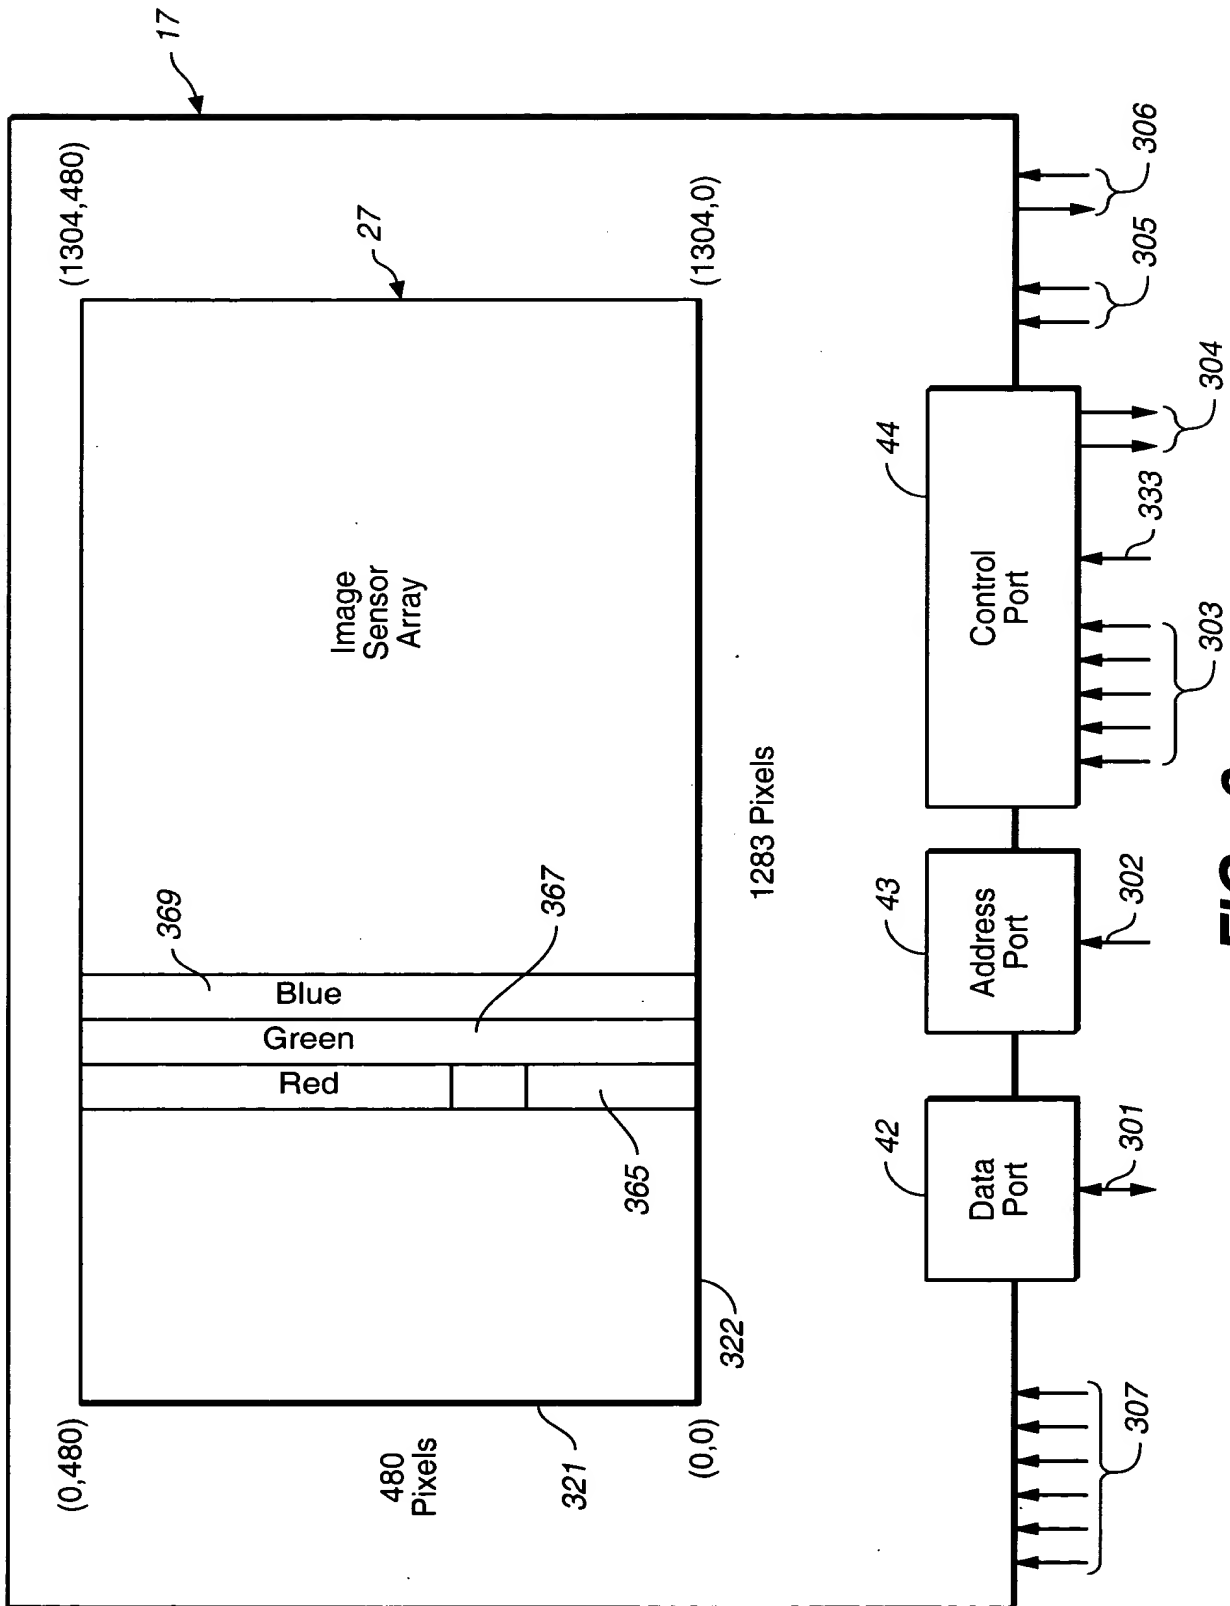 17
(0,480)
(1304,480)
369
Red
Green
Blue
Image
Sensor
Array
27
480
Pixels
321
367
365
(0,0)
(1304,0)
322
1283 Pixels
42
43
44
Data
Port
Address
Port
Control
Port
307
301
302
303
333
304
305
306
FIG.